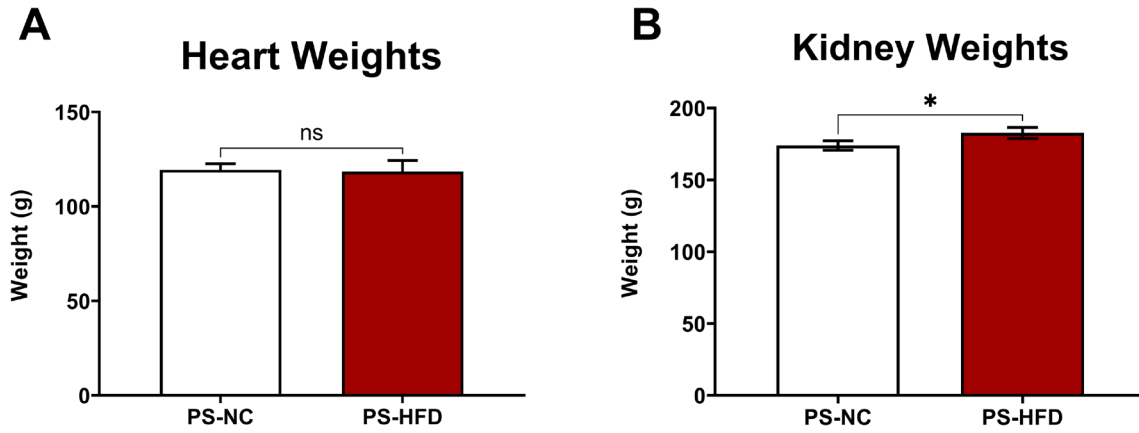 A
Heart Weights
150
100
50
0
Weight (g)
ns
PS-NC PS-HFD
B
Kidney Weights
200
150
100
50
0
Weight (g)
*
PS-NC PS-HFD